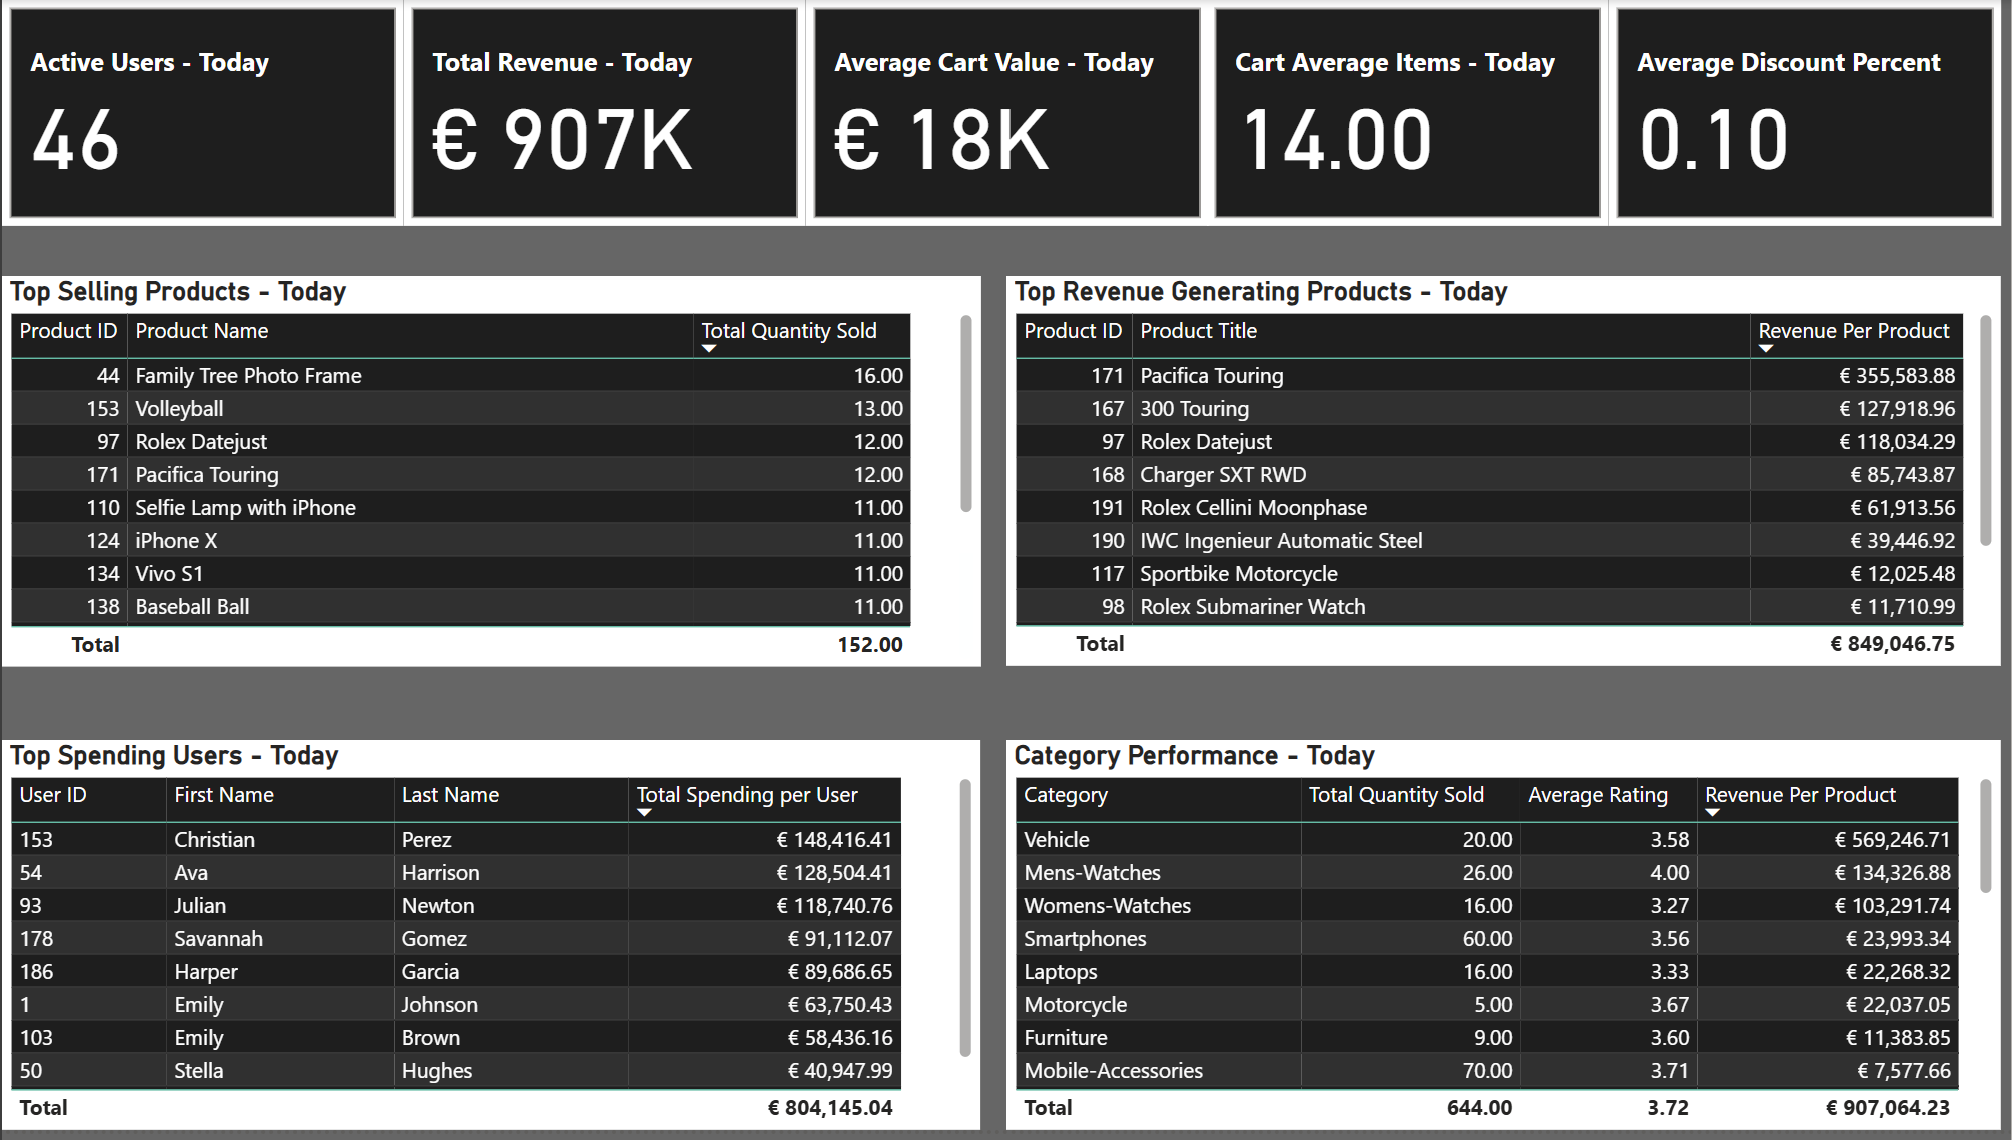 Active Users - Today
46
Total Revenue - Today
€ 907K
Average Cart Value - Today
€ 18K
Cart Average Items - Today
14.00
Average Discount Percent
0.10
Top Selling Products - Today
Product ID Product Name Total Quantity Sold
44 Family Tree Photo Frame 16.00
153 Volleyball 13.00
97 Rolex Datejust 12.00
171 Pacifica Touring 12.00
110 Selfie Lamp with iPhone 11.00
124 iPhone X 11.00
134 Vivo S1 11.00
138 Baseball Ball 11.00
Total 152.00
Top Revenue Generating Products - Today
Product ID Product Title Revenue Per Product
171 Pacifica Touring € 355,583.88
167 300 Touring € 127,918.96
97 Rolex Datejust € 118,034.29
168 Charger SXT RWD € 85,743.87
191 Rolex Cellini Moonphase € 61,913.56
190 IWC Ingenieur Automatic Steel € 39,446.92
117 Sportbike Motorcycle € 12,025.48
98 Rolex Submariner Watch € 11,710.99
Total € 849,046.75
Top Spending Users - Today
User ID First Name Last Name Total Spending per User
153 Christian Perez € 148,416.41
54 Ava Harrison € 128,504.41
93 Julian Newton € 118,740.76
178 Savannah Gomez € 91,112.07
186 Harper Garcia € 89,686.65
1 Emily Johnson € 63,750.43
103 Emily Brown € 58,436.16
50 Stella Hughes € 40,947.99
Total € 804,145.04
Category Performance - Today
Category Total Quantity Sold Average Rating Revenue Per Product
Vehicle 20.00 3.58 € 569,246.71
Mens-Watches 26.00 4.00 € 134,326.88
Womens-Watches 16.00 3.27 € 103,291.74
Smartphones 60.00 3.56 € 23,993.34
Laptops 16.00 3.33 € 22,268.32
Motorcycle 5.00 3.67 € 22,037.05
Furniture 9.00 3.60 € 11,383.85
Mobile-Accessories 70.00 3.71 € 7,577.66
Total 644.00 3.72 € 907,064.23